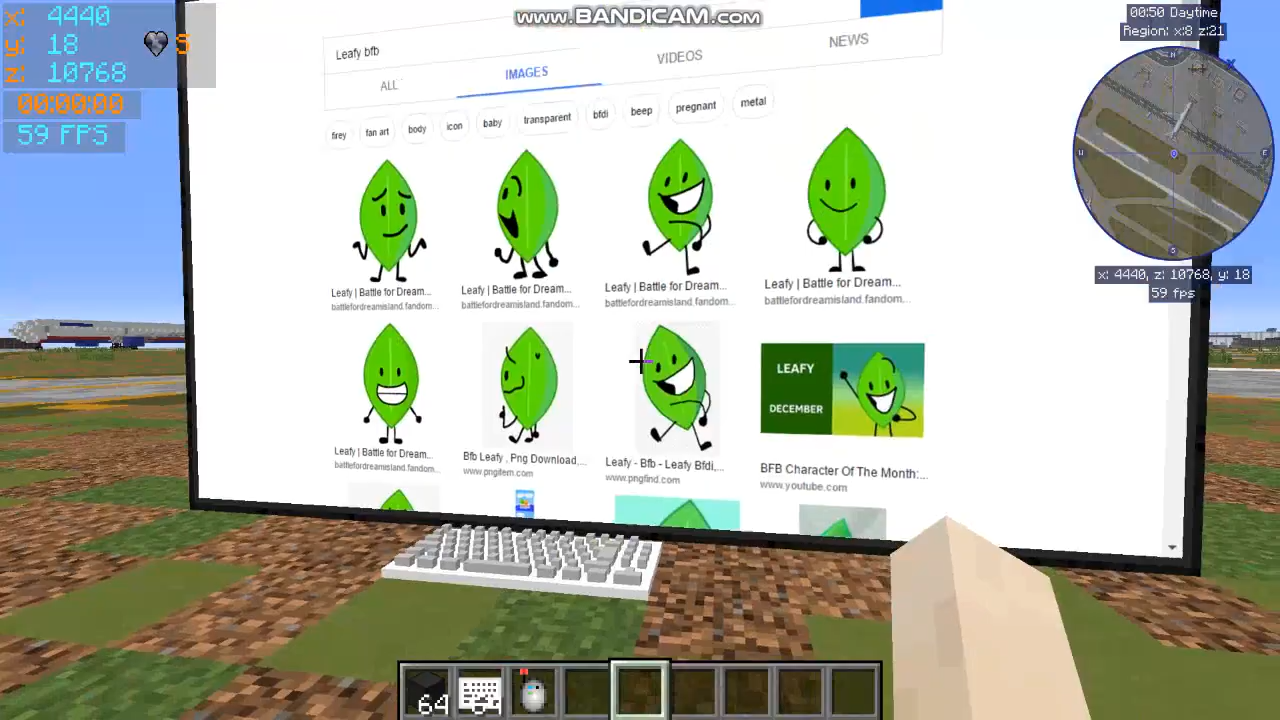 www.BANDICAM.com
x: 4440
y: 18
5
z: 10768
00:00:00
59 FPS
00:50 Daytime
Region: x:8 z:21
N
W
E
S
x: 4440, z: 10768, y: 18
59 fps
Leafy bfb
ALL
IMAGES
VIDEOS
NEWS
frey
fan art
body
icon
baby
transparent
bfdi
beep
pregnant
metal
Leafy | Battle for Dream...
battlefordreamisland.fandom...
Leafy | Battle for Dream...
battlefordreamisland.fandom...
Leafy | Battle for Dream...
battlefordreamisland.fandom...
Leafy | Battle for Dream...
battlefordreamisland.fandom...
LEAFY
DECEMBER
Leafy | Battle for Dream...
battlefordreamisland.fandom...
Bfb Leafy , Png Download,...
www.pngitem.com
Leafy - Bfb - Leafy Bfdi,...
www.pngfind.com
BFB Character Of The Month:...
www.youtube.com
64